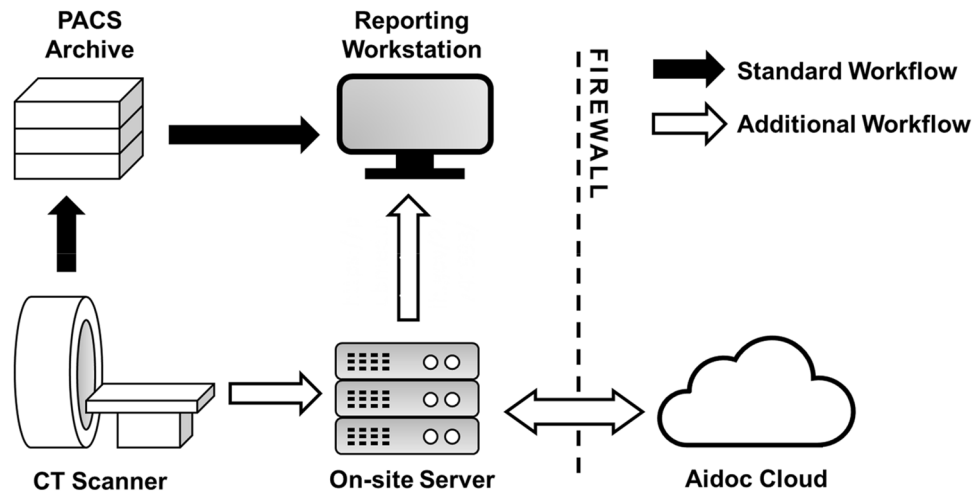 PACS
Archive
Reporting
Workstation
FIREWALL
Standard Workflow
Additional Workflow
CT Scanner
On-site Server
Aidoc Cloud